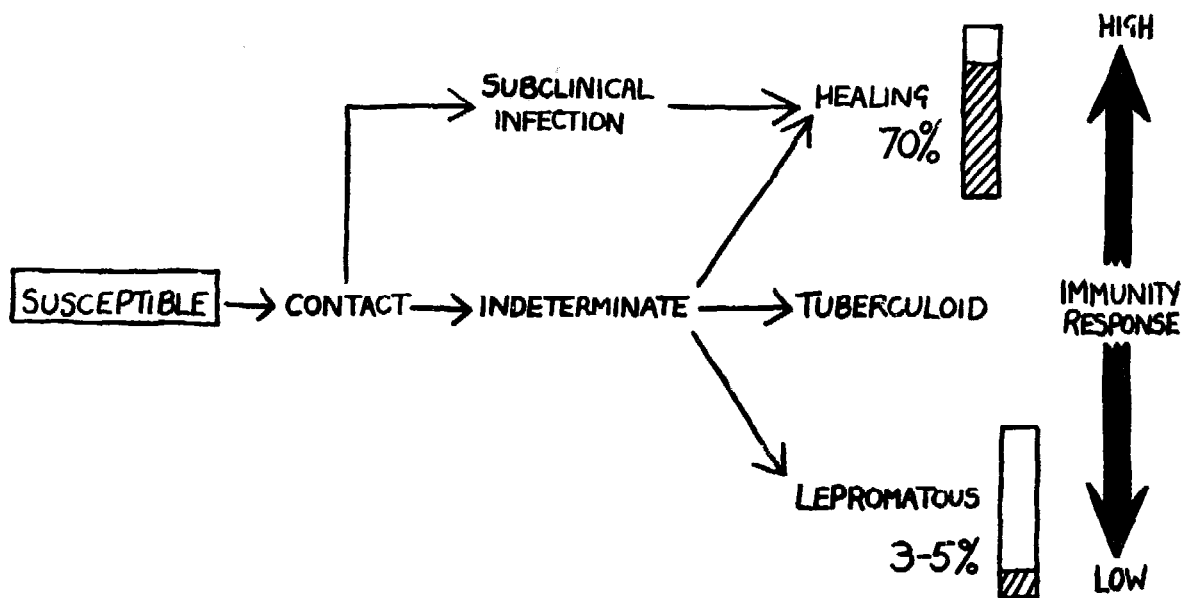 HIGH
SUBCLINICAL
INFECTION
HEALING
70%
SUSCEPTIBLE
CONTACT
INDETERMINATE
TUBERCULOID
IMMUNITY
RESPONSE
LEPROMATOUS
3-5%
LOW